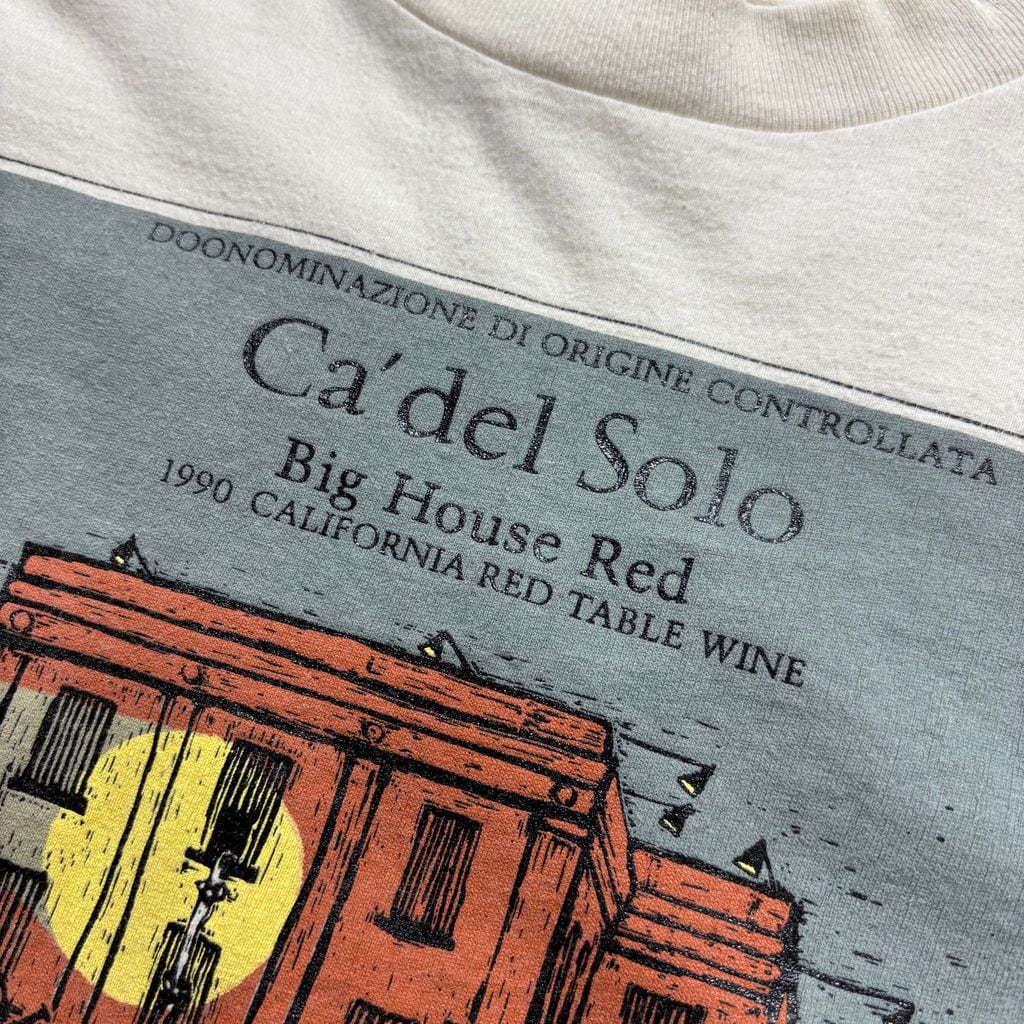 DOONOMINAZIONE DI ORIGINE CONTROLLATA
Ca'del Solo
Big House Red
1990 CALIFORNIA RED TABLE WINE